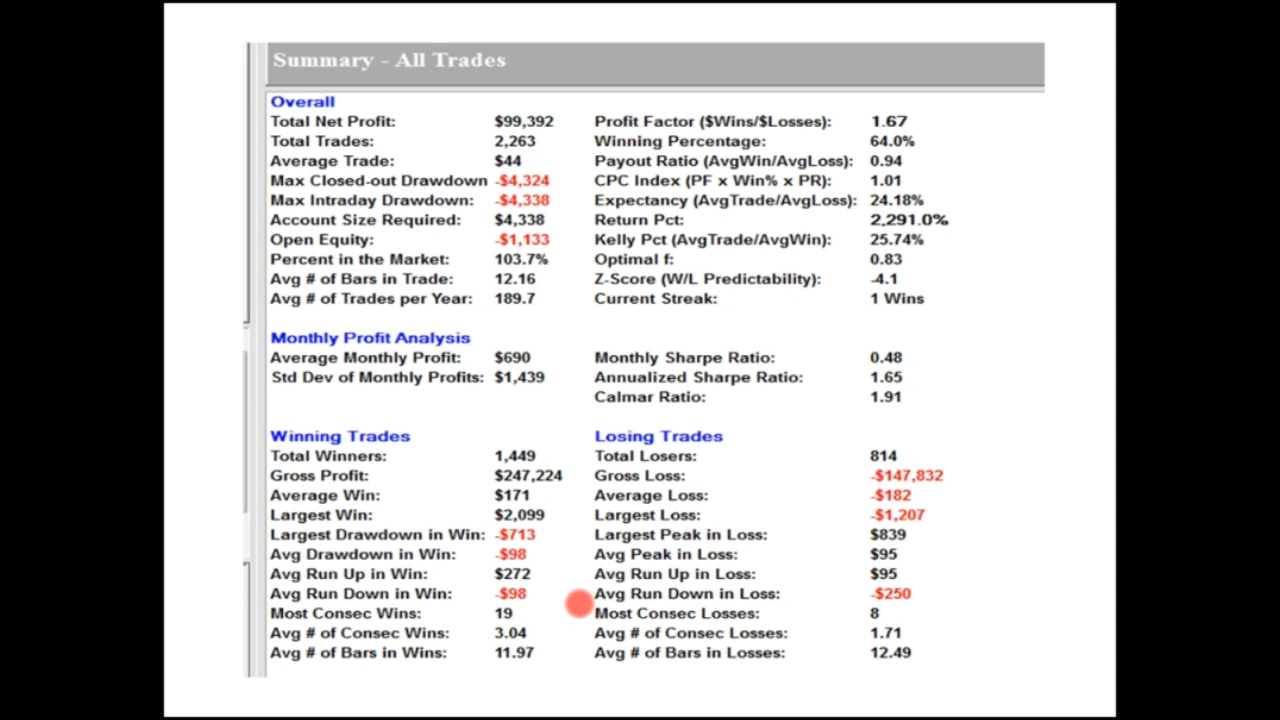 Summary - All Trades
Overall
Total Net Profit: $99,392 Profit Factor ($Wins/$Losses): 1.67
Total Trades: 2,263 Winning Percentage: 64.0%
Average Trade: $44 Payout Ratio (AvgWin/AvgLoss): 0.94
Max Closed-out Drawdown -$4,324 CPC Index (PF x Win% x PR): 1.01
Max Intraday Drawdown: -$4,338 Expectancy (AvgTrade/AvgLoss): 24.18%
Account Size Required: $4,338 Return Pct: 2,291.0%
Open Equity: -$1,133 Kelly Pct (AvgTrade/AvgWin): 25.74%
Percent in the Market: 103.7% Optimal f: 0.83
Avg # of Bars in Trade: 12.16 Z-Score (W/L Predictability): -4.1
Avg # of Trades per Year: 189.7 Current Streak: 1 Wins
Monthly Profit Analysis
Average Monthly Profit: $690 Monthly Sharpe Ratio: 0.48
Std Dev of Monthly Profits: $1,439 Annualized Sharpe Ratio: 1.65
Calmar Ratio: 1.91
Winning Trades Losing Trades
Total Winners: 1,449 Total Losers: 814
Gross Profit: $247,224 Gross Loss: -$147,832
Average Win: $171 Average Loss: -$182
Largest Win: $2,099 Largest Loss: -$1,207
Largest Drawdown in Win: -$713 Largest Peak in Loss: $839
Avg Drawdown in Win: -$98 Avg Peak in Loss: $95
Avg Run Up in Win: $272 Avg Run Up in Loss: $95
Avg Run Down in Win: -$98 Avg Run Down in Loss: -$250
Most Consec Wins: 19 Most Consec Losses: 8
Avg # of Consec Wins: 3.04 Avg # of Consec Losses: 1.71
Avg # of Bars in Wins: 11.97 Avg # of Bars in Losses: 12.49